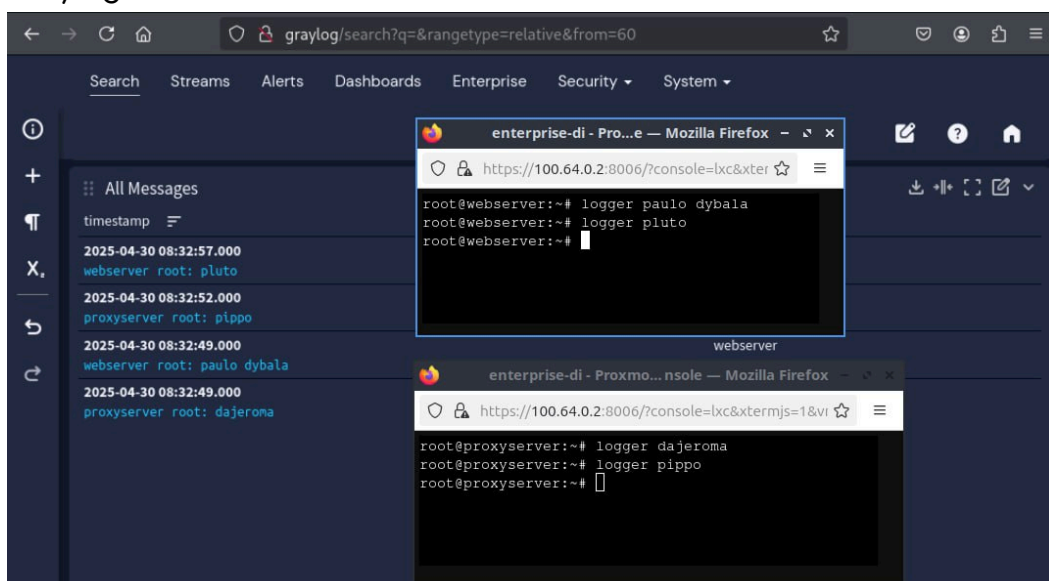 graylog/search?q=&rangetype=relative&from=60
Search Streams Alerts Dashboards Enterprise Security System
All Messages
timestamp
2025-04-30 08:32:57.000
webserver root: pluto
2025-04-30 08:32:52.000
proxyserver root: pippo
2025-04-30 08:32:49.000
webserver
webserver root: paulo dybala
2025-04-30 08:32:49.000
proxyserver root: dajeroma
enterprise-di - Pro...e — Mozilla Firefox
https://100.64.0.2:8006/?console=lxc&xter
root@webserver:~# logger paulo dybala
root@webserver:~# logger pluto
root@webserver:~#
enterprise-di - Proxmo... nsole — Mozilla Firefox
https://100.64.0.2:8006/?console=lxc&xtermjs=1&v
root@proxyserver:~# logger dajeroma
root@proxyserver:~# logger pippo
root@proxyserver:~#